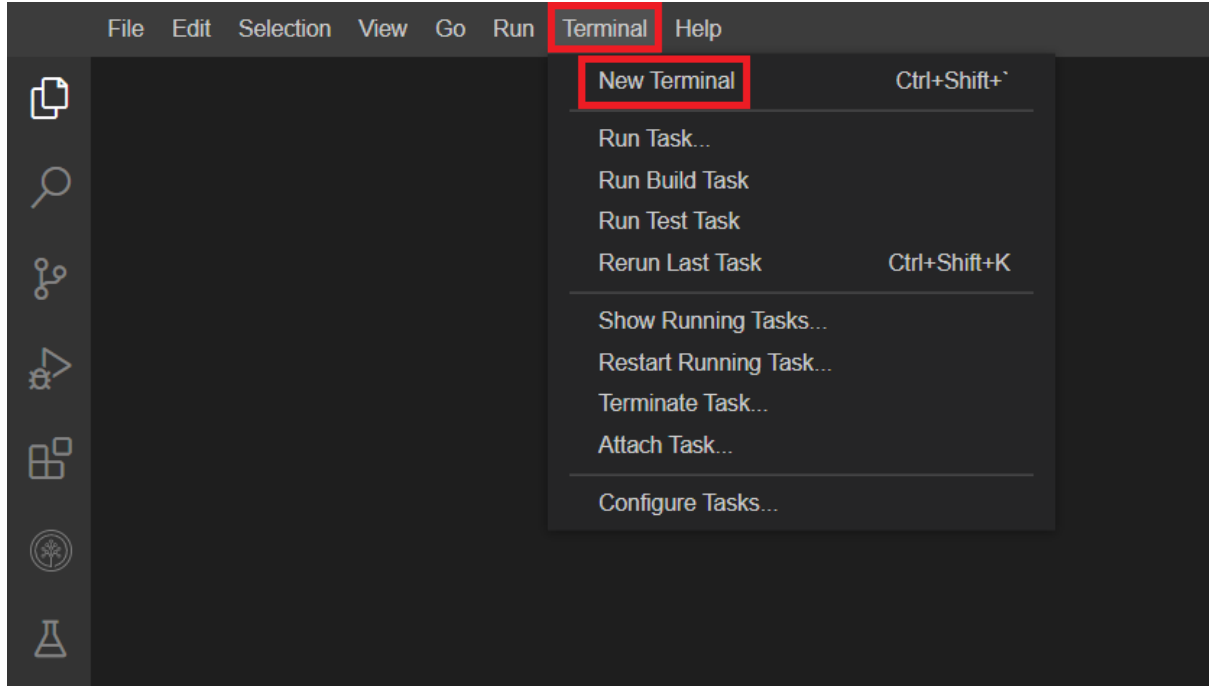 File Edit Selection View Go Run Terminal Help
New Terminal Ctrl+Shift+`
Run Task...
Run Build Task
Run Test Task
Rerun Last Task Ctrl+Shift+K
Show Running Tasks...
Restart Running Task...
Terminate Task...
Attach Task...
Configure Tasks...